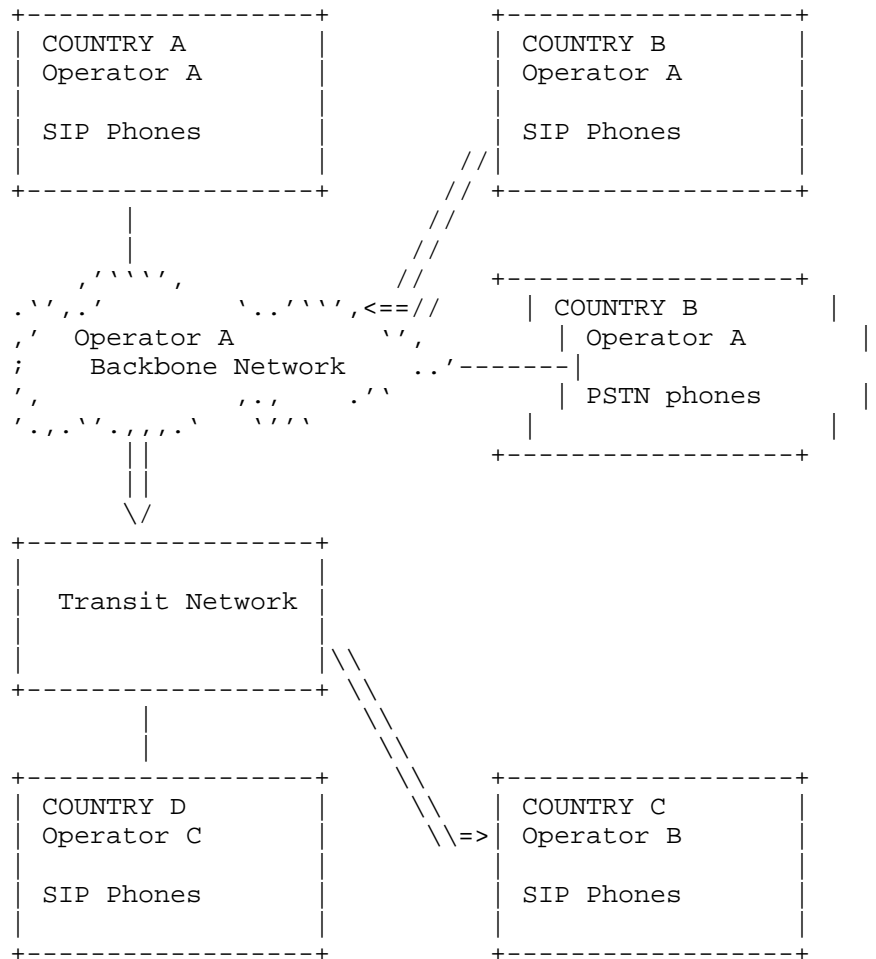 COUNTRY A
Operator A
SIP Phones
COUNTRY B
Operator A
SIP Phones
Operator A
Backbone Network
COUNTRY B
Operator A
PSTN phones
Transit Network
COUNTRY D
Operator C
SIP Phones
COUNTRY C
Operator B
SIP Phones